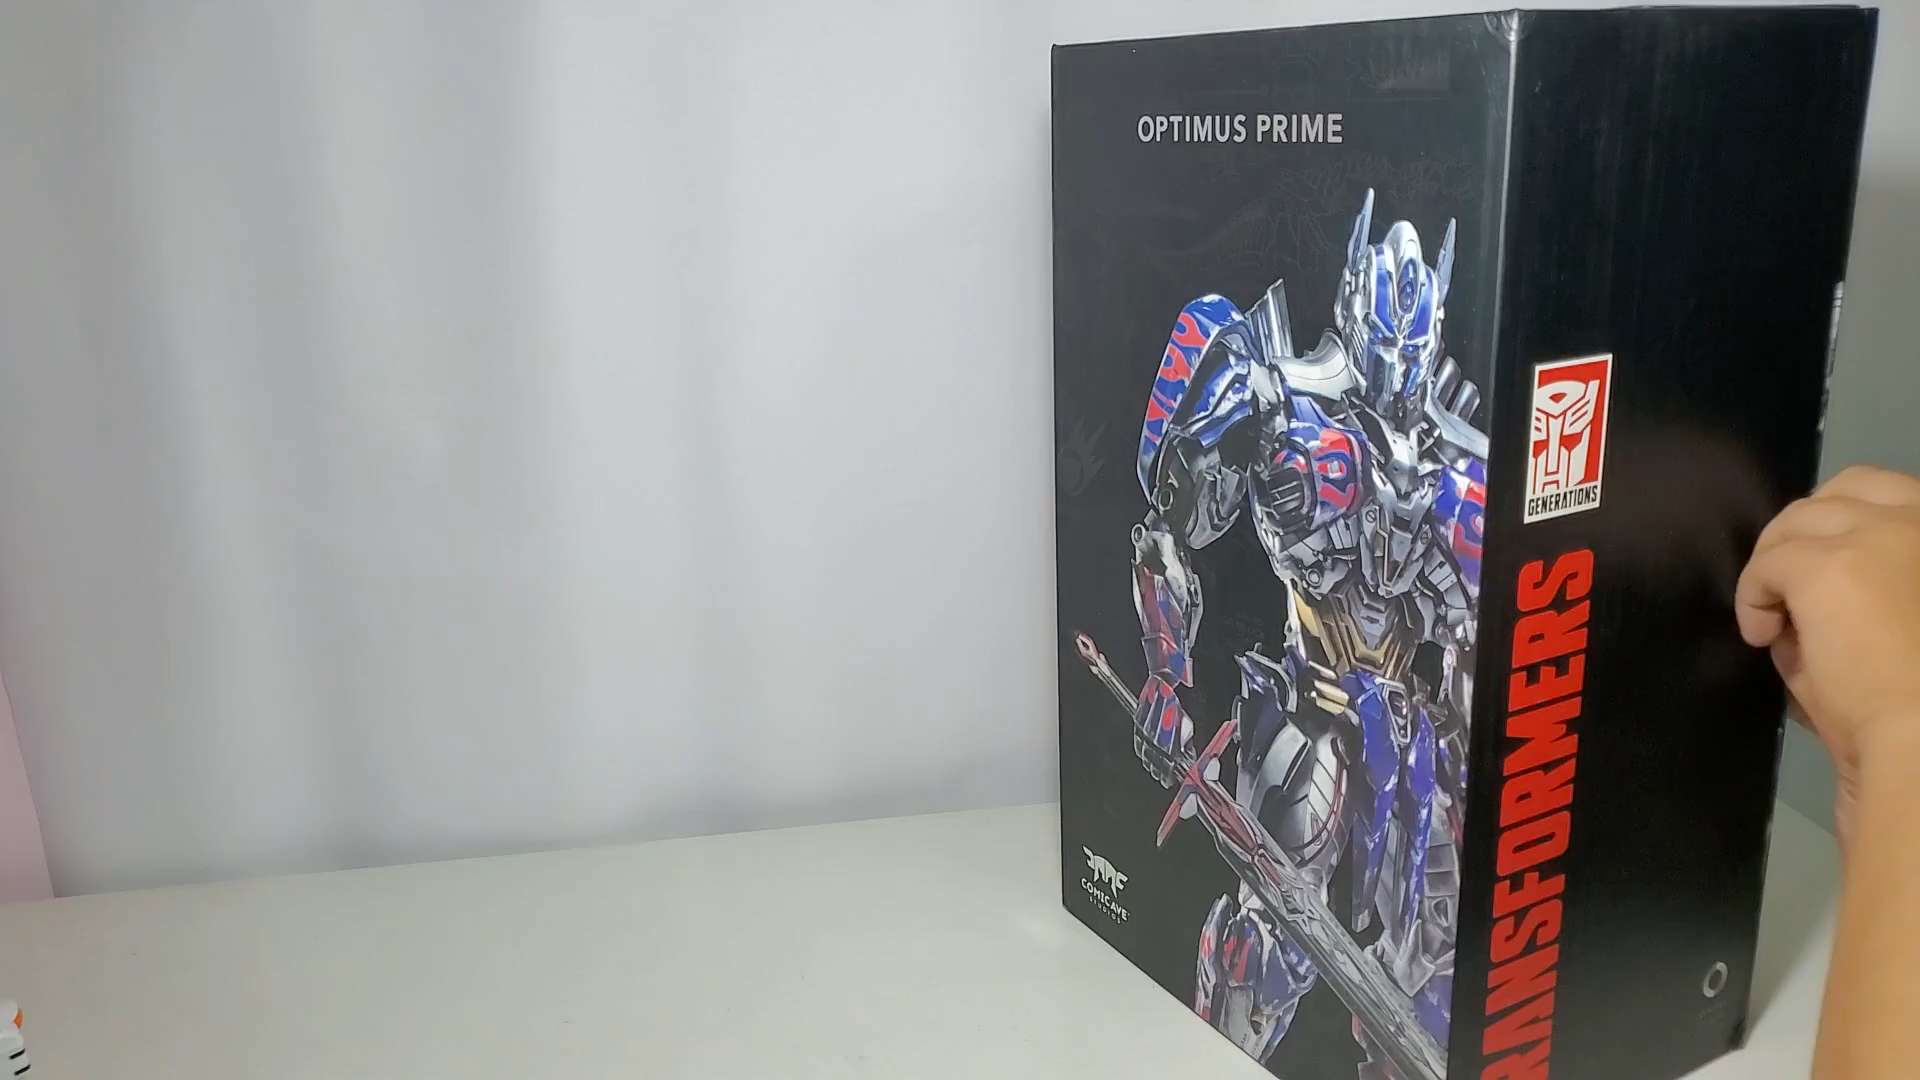 OPTIMUS PRIME
GENERATIONS
RANSFORMERS
COMICAVE
STUDIOS